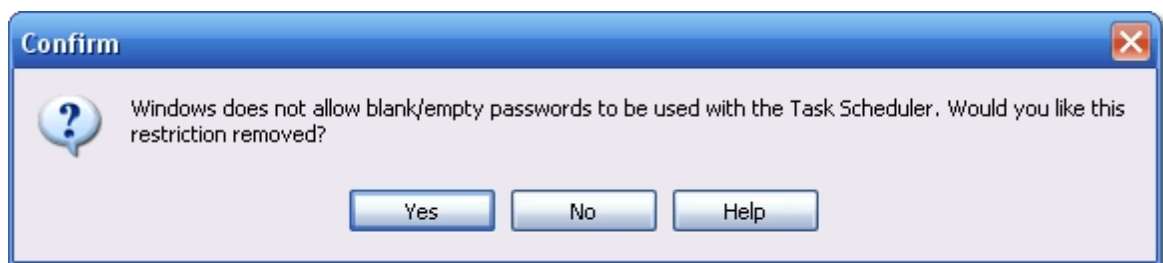 Confirm
Windows does not allow blank/empty passwords to be used with the Task Scheduler. Would you like this
restriction removed?
Yes No Help